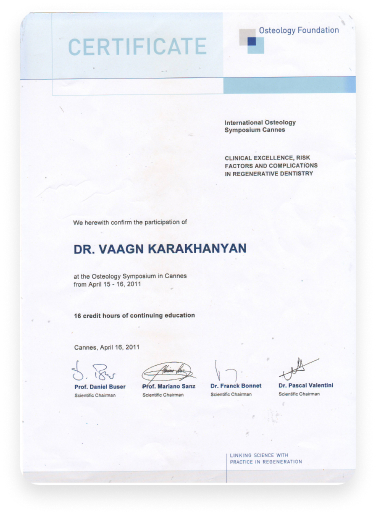 CERTIFICATE
Osteology Foundation
International Osteology
Symposium Cannes
CLINICAL EXCELLENCE, RISK
FACTORS AND COMPLICATIONS
IN REGENERATIVE DENTISTRY
We herewith confirm the participation of
DR. VAAGN KARAKHANYAN
at the Osteology Symposium in Cannes
from April 15 - 16, 2011
16 credit hours of continuing education
Cannes, April 16, 2011
Prof. Daniel Buser
Scientific Chairman
Prof. Mariano Sanz
Scientific Chairman
Dr. Franck Bonnet
Scientific Chairman
Dr. Pascal Valentini
Scientific Chairman
LINKING SCIENCE WITH
PRACTICE IN REGENERATION